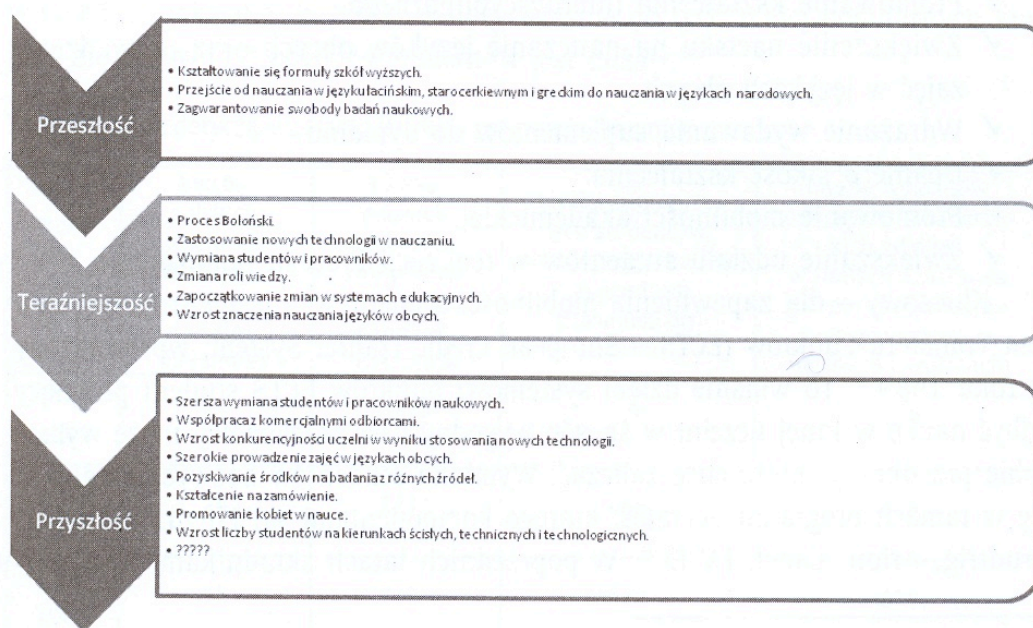 Przeszłość
• Kształtowanie się formuły szkół wyższych.
• Przejście od nauczania w języku łacińskim, starocerkiewnym i greckim do nauczania w językach narodowych.
• Zagwarantowanie swobody badań naukowych.
Teraźniejszość
• Proces Boloński.
• Zastosowanie nowych technologii w nauczaniu.
• Wymiana studentów i pracowników.
• Zmiana roli wiedzy.
• Zapoczątkowanie zmian w systemach edukacyjnych.
• Wzrost znaczenia nauczania języków obcych.
Przyszłość
• Szersza wymiana studentów i pracowników naukowych.
• Współpraca z komercjalnymi odbiorcami.
• Wzrost konkurencyjności uczelni w wyniku stosowania nowych technologii.
• Szerokie prowadzenie zajęć w językach obcych.
• Pozyskiwanie środków na badania z różnych źródeł.
• Kształcenie na zamówienie.
• Promowanie kobiet w nauce.
• Wzrost liczby studentów na kierunkach ścisłych, technicznych i technologicznych.
• ?????